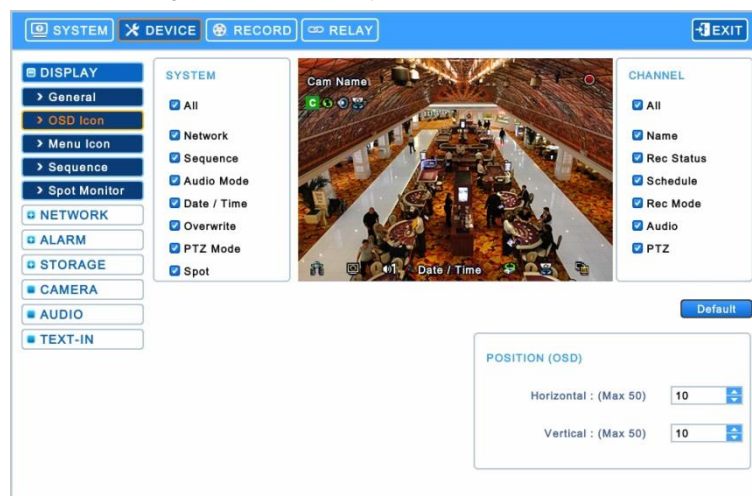 SYSTEM DEVICE RECORD RELAY EXIT
DISPLAY
> General
> OSD Icon
> Menu Icon
> Sequence
> Spot Monitor
NETWORK
ALARM
STORAGE
CAMERA
AUDIO
TEXT-IN
SYSTEM
All
Network
Sequence
Audio Mode
Date / Time
Overwrite
PTZ Mode
Spot
Cam Name
C
1 Date / Time
CHANNEL
All
Name
Rec Status
Schedule
Rec Mode
Audio
PTZ
Default
POSITION (OSD)
Horizontal : (Max 50) 10
Vertical : (Max 50) 10